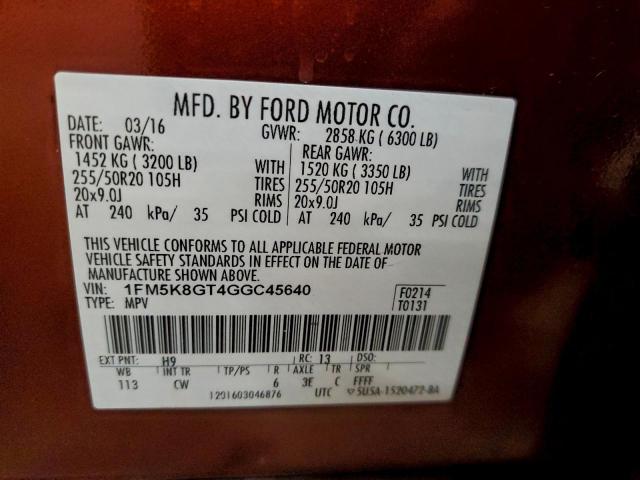 MFD. BY FORD MOTOR CO.
DATE: 03/16 GVWR: 2858 KG ( 6300 LB)
FRONT GAWR: REAR GAWR:
1452 KG ( 3200 LB) WITH 1520 KG ( 3350 LB) WITH
255/50R20 105H TIRES 255/50R20 105H TIRES
20x9.0J RIMS 20x9.0J RIMS
AT 240 kPa/ 35 PSI COLD AT 240 kPa/ 35 PSI COLD
THIS VEHICLE CONFORMS TO ALL APPLICABLE FEDERAL MOTOR
VEHICLE SAFETY STANDARDS IN EFFECT ON THE DATE OF
MANUFACTURE SHOWN ABOVE.
VIN: 1FM5K8GT4GGC45640 F0214
TYPE: MPV T0131
EXT PNT: H9 RC: 13 DSO:
WB INT TR TP/PS R AXLE TR SPR
113 CW 6 3E C FFFF
1201603046876 UTC 5U5A-1520472-BA